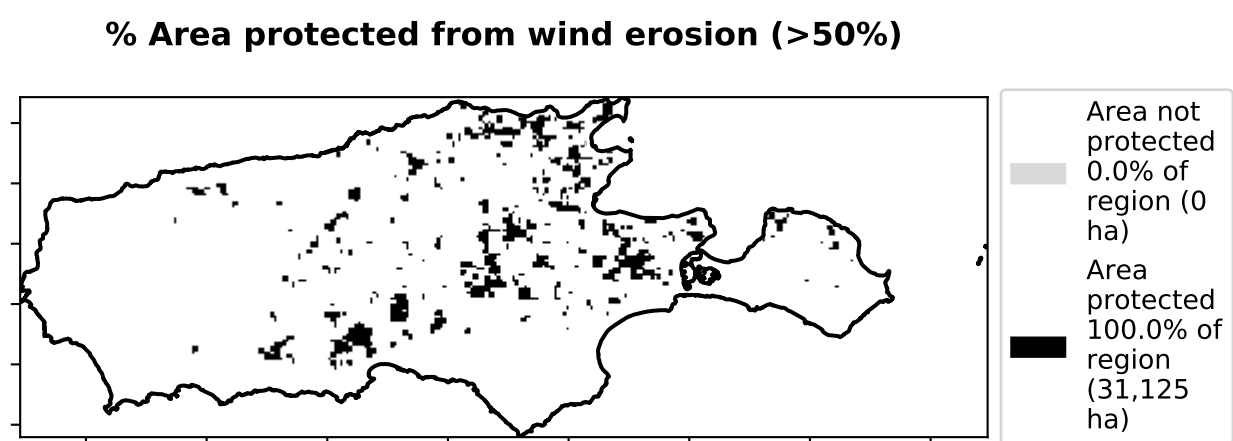 % Area protected from wind erosion (>50%)
Area not
protected
0.0% of
region (0
ha)
Area
protected
100.0% of
region
(31,125
ha)